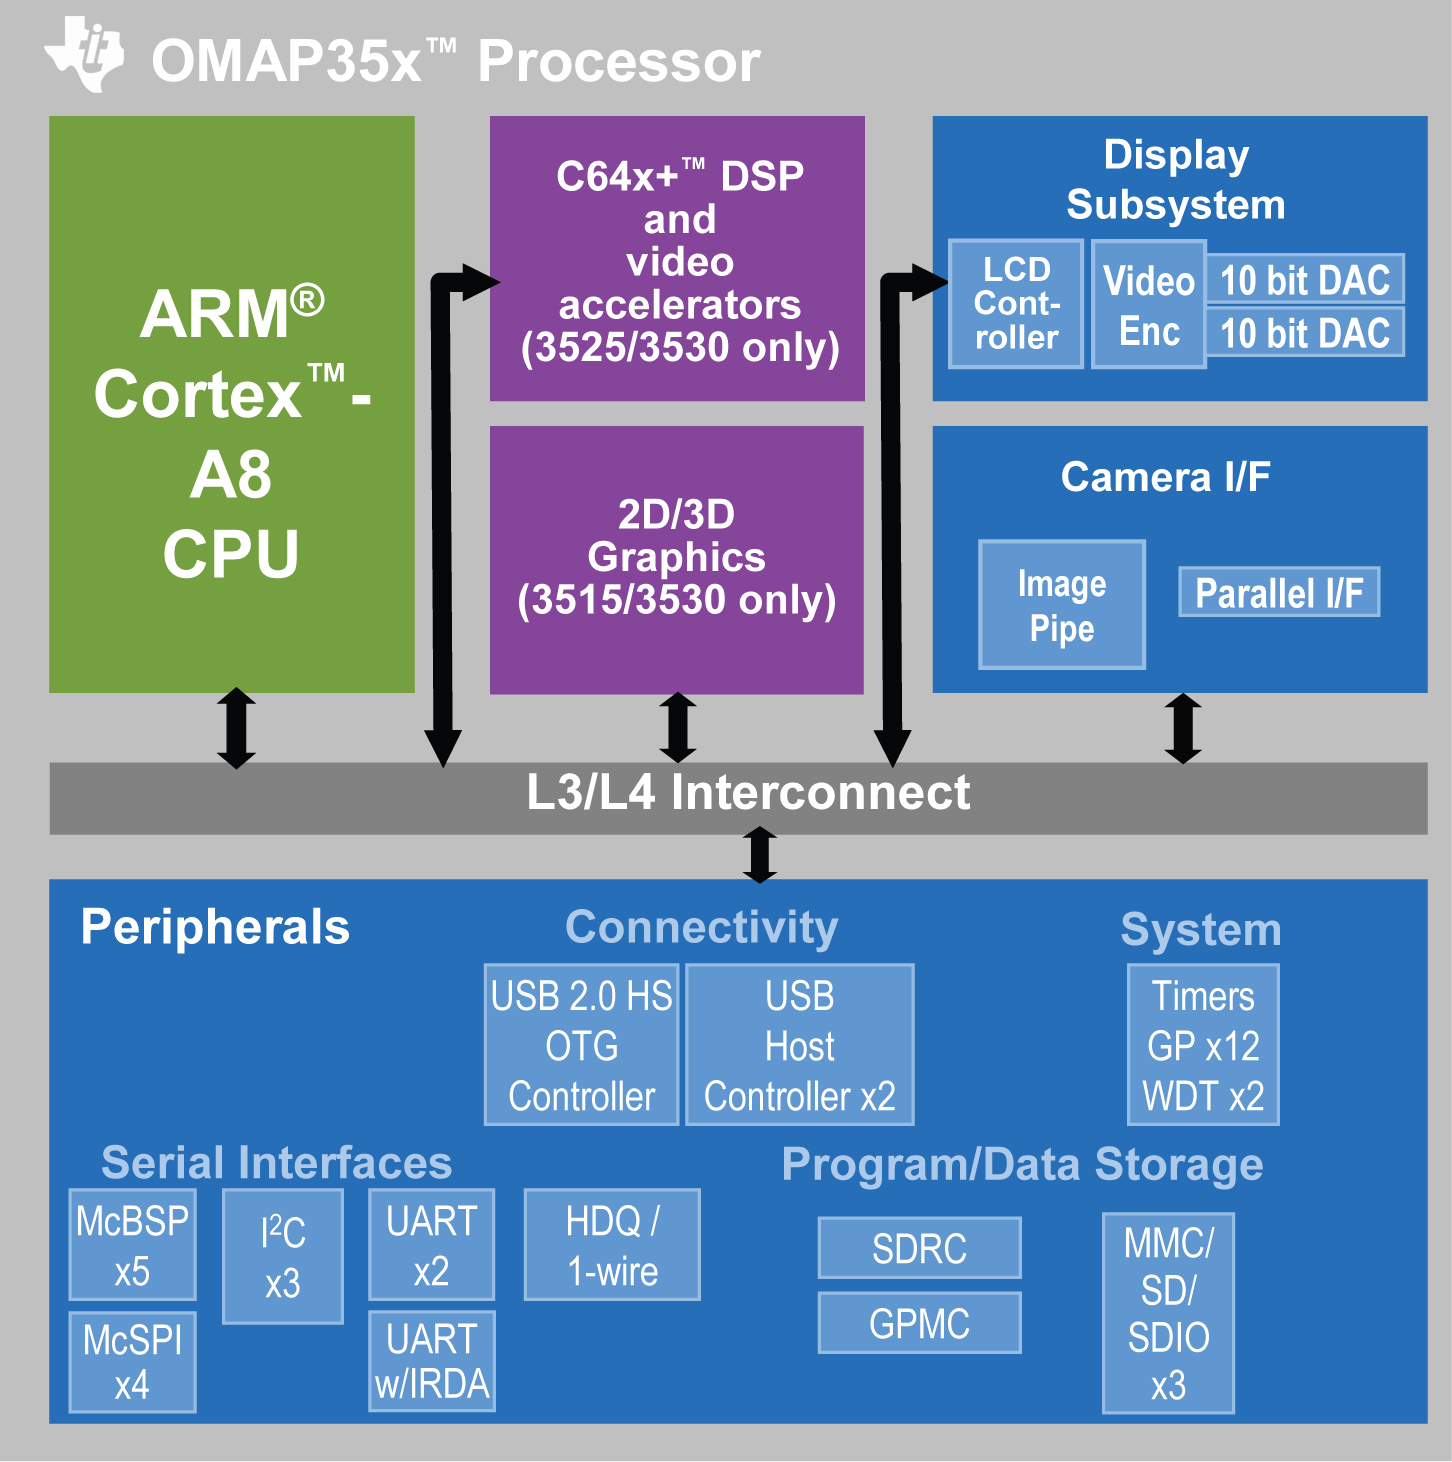 OMAP35x™ Processor
ARM®
Cortex™-
A8
CPU
C64x+™ DSP
and
video
accelerators
(3525/3530 only)
2D/3D
Graphics
(3515/3530 only)
Display
Subsystem
LCD
Cont-
roller
Video
Enc
10 bit DAC
10 bit DAC
Camera I/F
Image
Pipe
Parallel I/F
L3/L4 Interconnect
Peripherals
Connectivity
USB 2.0 HS
OTG
Controller
USB
Host
Controller x2
System
Timers
GP x12
WDT x2
Serial Interfaces
McBSP
x5
I²C
x3
UART
x2
HDQ /
1-wire
McSPI
x4
UART
w/IRDA
Program/Data Storage
SDRC
GPMC
MMC/
SD/
SDIO
x3